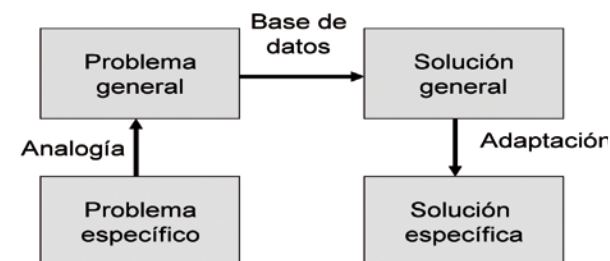 Base de
datos
Problema
general
Solución
general
Analogía
Adaptación
Problema
específico
Solución
específica